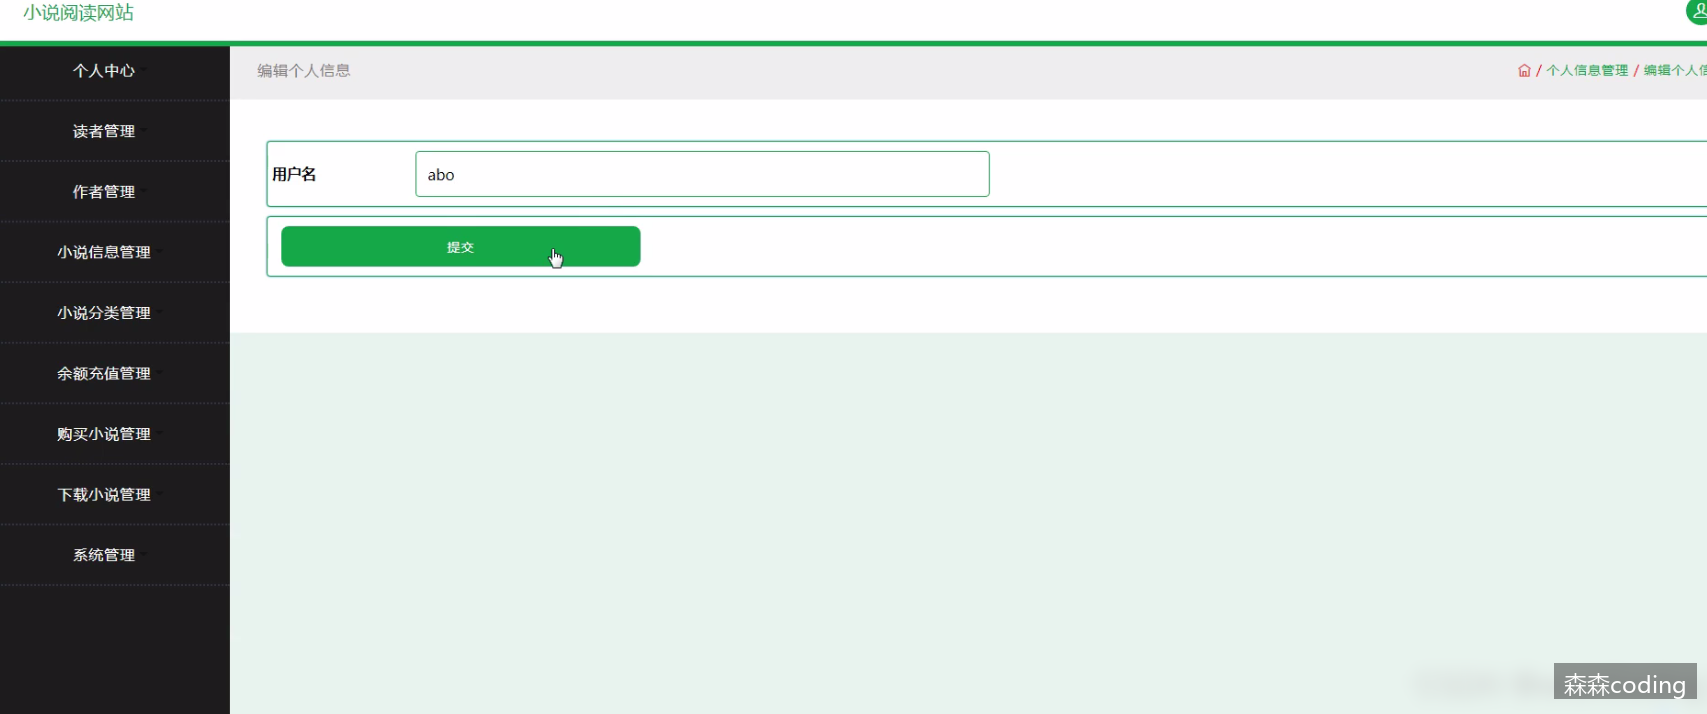 小说阅读网站
个人中心
编辑个人信息
/ 个人信息管理 / 编辑个人信
读者管理
作者管理
小说信息管理
小说分类管理
余额充值管理
购买小说管理
下载小说管理
系统管理
用户名
abo
提交
森森coding